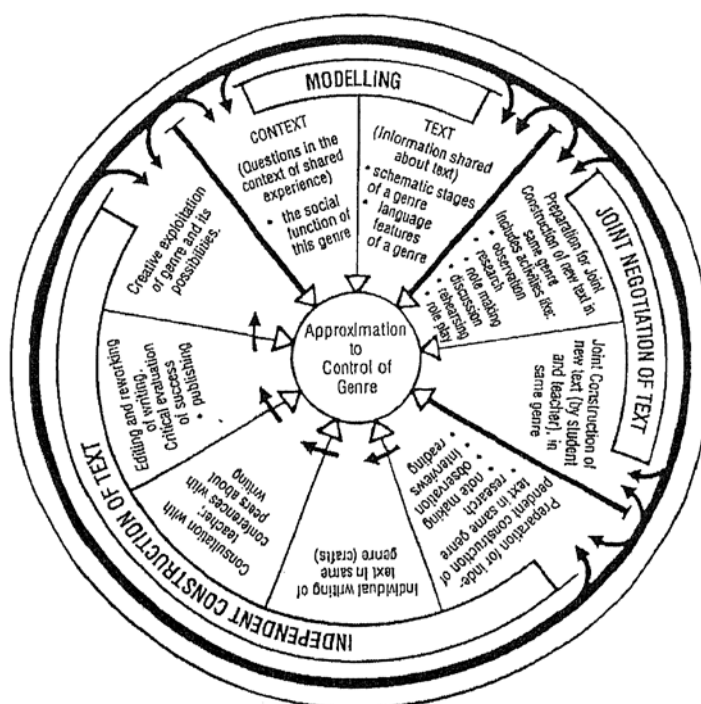 MODELLING
CONTEXT
(Questions in the
context of shared
experience)
• the social
function of
this genre
TEXT
(Information shared
about text)
• schematic stages
of a genre
• language
features
of a genre
JOINT NEGOTIATION OF TEXT
Preparation for Joint
Construction of new text in
same genre
Includes activities like:
• observation
• research
• note making
• discussion
• rehearsing
• role play
Joint Construction of
new text (by student
and teacher), in
same genre
INDEPENDENT CONSTRUCTION OF TEXT
Preparation for inde-
pendent construction of
text in same genre
• research
• note making
• observation
• interviews
• reading
Individual writing of
text in same
genre (crafts)
Consultation with
teacher;
conferences with
peers about
writing
Editing and reworking
of writing;
Critical evaluation
of success
• publishing
Creative exploitation
of genre and its
possibilities.
Approximation
to
Control of
Genre